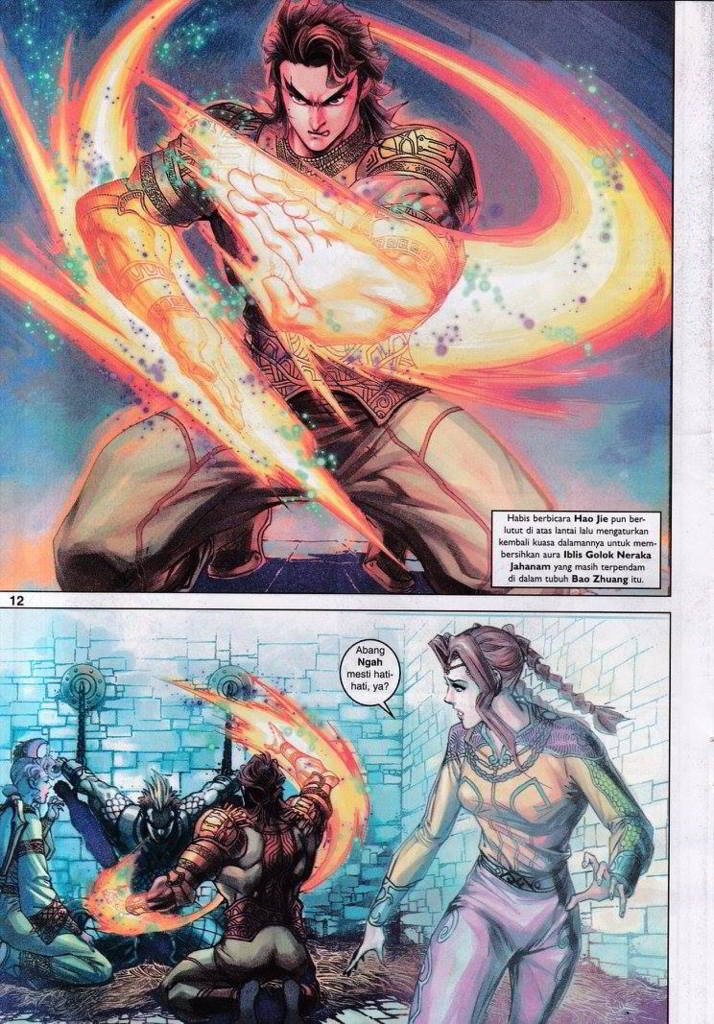 Habis berbicara Hao Jie pun ber-
lutut di atas lantai lalu mengaturkan
kembali kuasa dalamannya untuk mem-
bersihkan aura Iblis Golok Neraka
Jahanam yang masih terpendam
di dalam tubuh Bao Zhuang itu.
12
Abang
Ngah
mesti hati-
hati, ya?